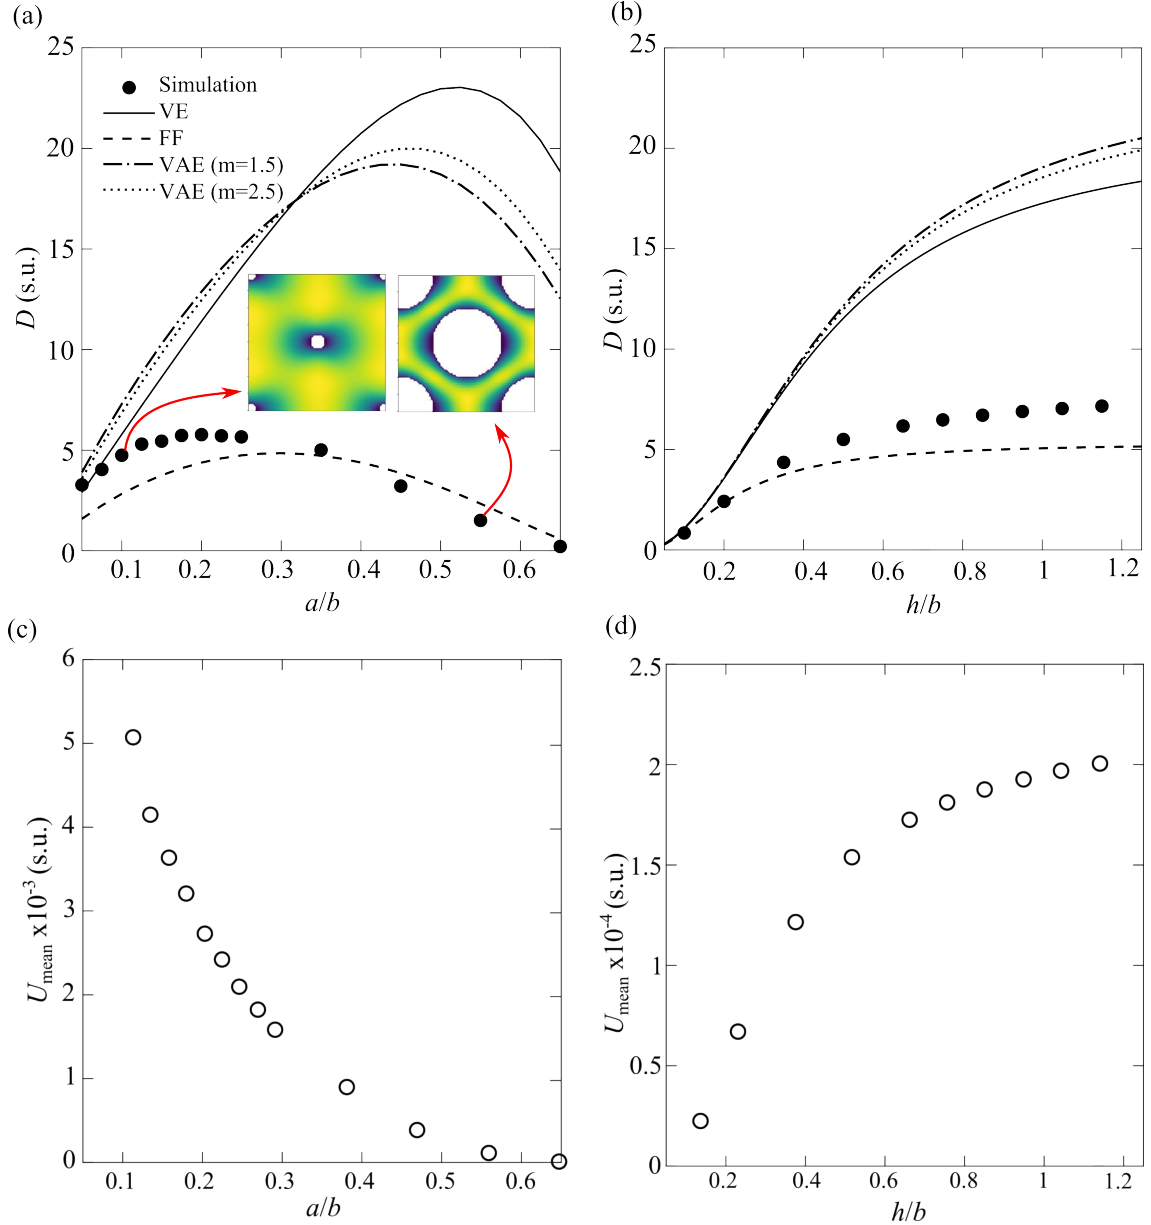 (a)
25
20
15
10
5
0
D (s.u.)
Simulation
VE
FF
VAE (m=1.5)
VAE (m=2.5)
0.1 0.2 0.3 0.4 0.5 0.6
a/b
(b)
25
20
15
10
5
0
D (s.u.)
0.2 0.4 0.6 0.8 1 1.2
h/b
(c)
6
5
4
3
2
1
0
Umean x10-3 (s.u.)
0.1 0.2 0.3 0.4 0.5 0.6
a/b
(d)
2.5
2
1.5
1
0.5
0
Umean x10-4 (s.u.)
0.2 0.4 0.6 0.8 1 1.2
h/b